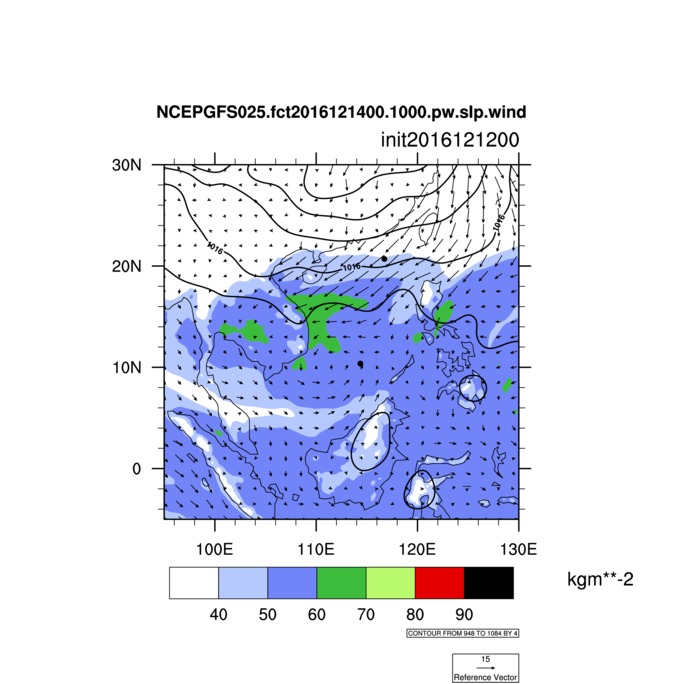 NCEPGFS025.fct2016121400.1000.pw.slp.wind
init2016121200
30N
20N
10N
0
1016
1016
1016
100E 110E 120E 130E
40 50 60 70 80 90
kgm**-2
CONTOUR FROM 948 TO 1084 BY 4
15
Reference Vector